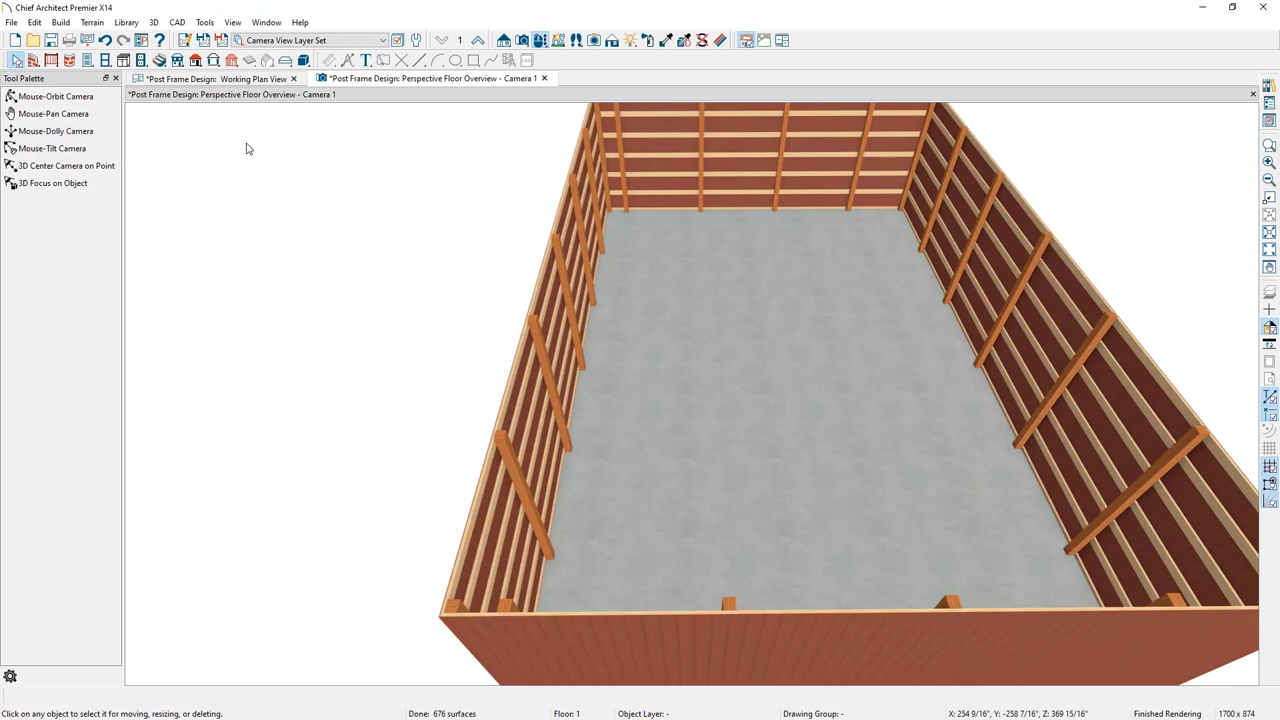 Chief Architect Premier X14
File Edit Build Terrain Library 3D CAD Tools View Window Help
Camera View Layer Set
1
Tool Palette
*Post Frame Design: Working Plan View
*Post Frame Design: Perspective Floor Overview - Camera 1
*Post Frame Design: Perspective Floor Overview - Camera 1
Mouse-Orbit Camera
Mouse-Pan Camera
Mouse-Dolly Camera
Mouse-Tilt Camera
3D Center Camera on Point
3D Focus on Object
Click on any object to select it for moving, resizing, or deleting.
Done: 676 surfaces
Floor: 1
Object Layer: -
Drawing Group: -
X: 254 9/16", Y: -258 7/16", Z: 369 15/16"
Finished Rendering
1700 x 874